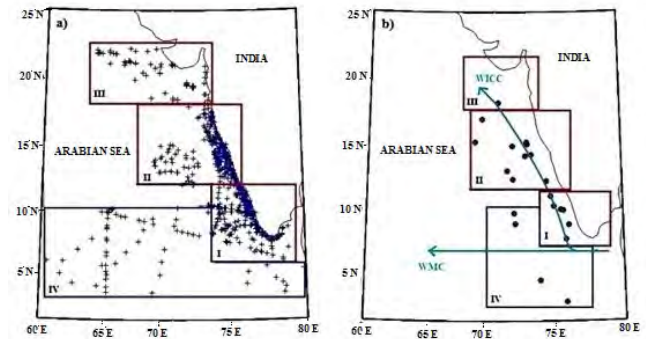 25˚N
a)
INDIA
20˚N
III
15˚N
ARABIAN SEA
II
10˚N
I
5˚N
IV
60˚E
65 E
70 E
75E
80 E
25˚N
b)
INDIA
20˚N
WICC
III
15˚N
ARABIAN SEA
II
10˚N
I
5˚N
WMC
IV
60˚E
65˚E
70˚E
75˚E
80 E